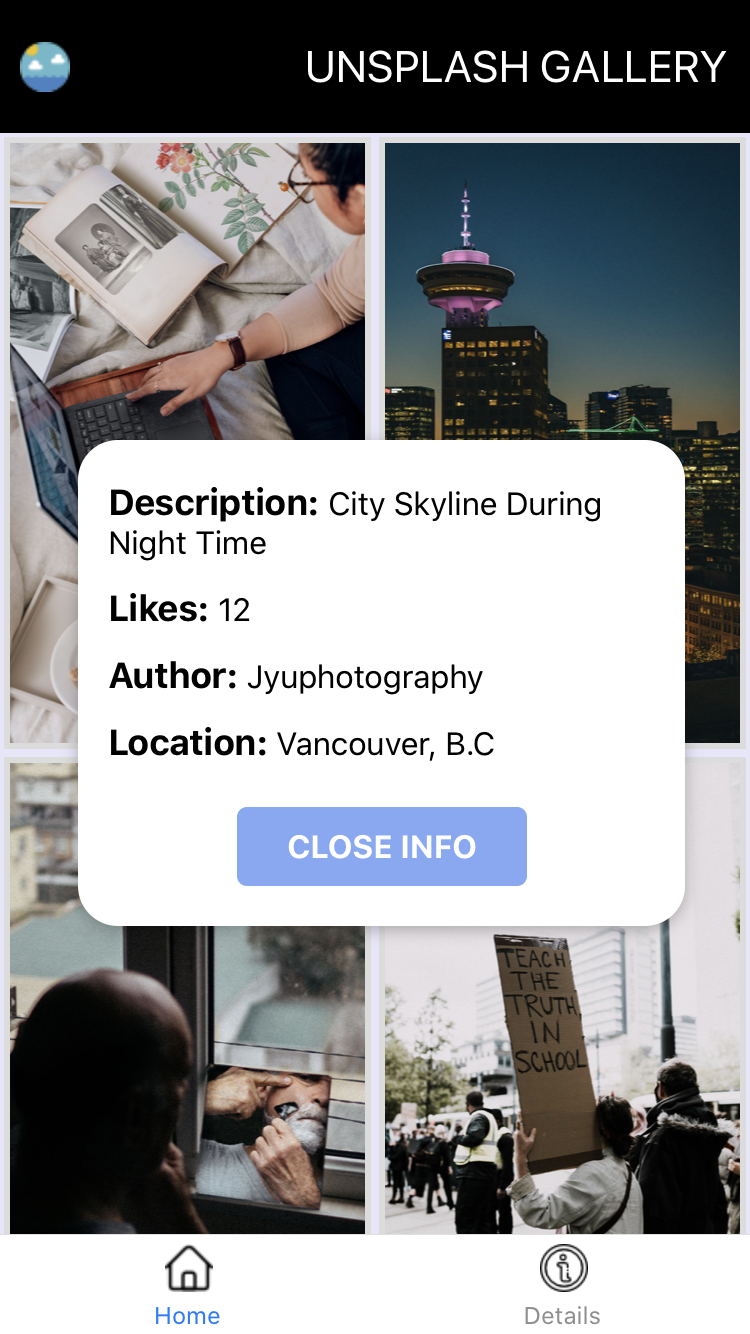 UNSPLASH GALLERY
Description: City Skyline During
Night Time
Likes: 12
Author: Jyuphotography
Location: Vancouver, B.C
CLOSE INFO
TEACH
THE
TRUTH
IN
SCHOOL
Home
Details